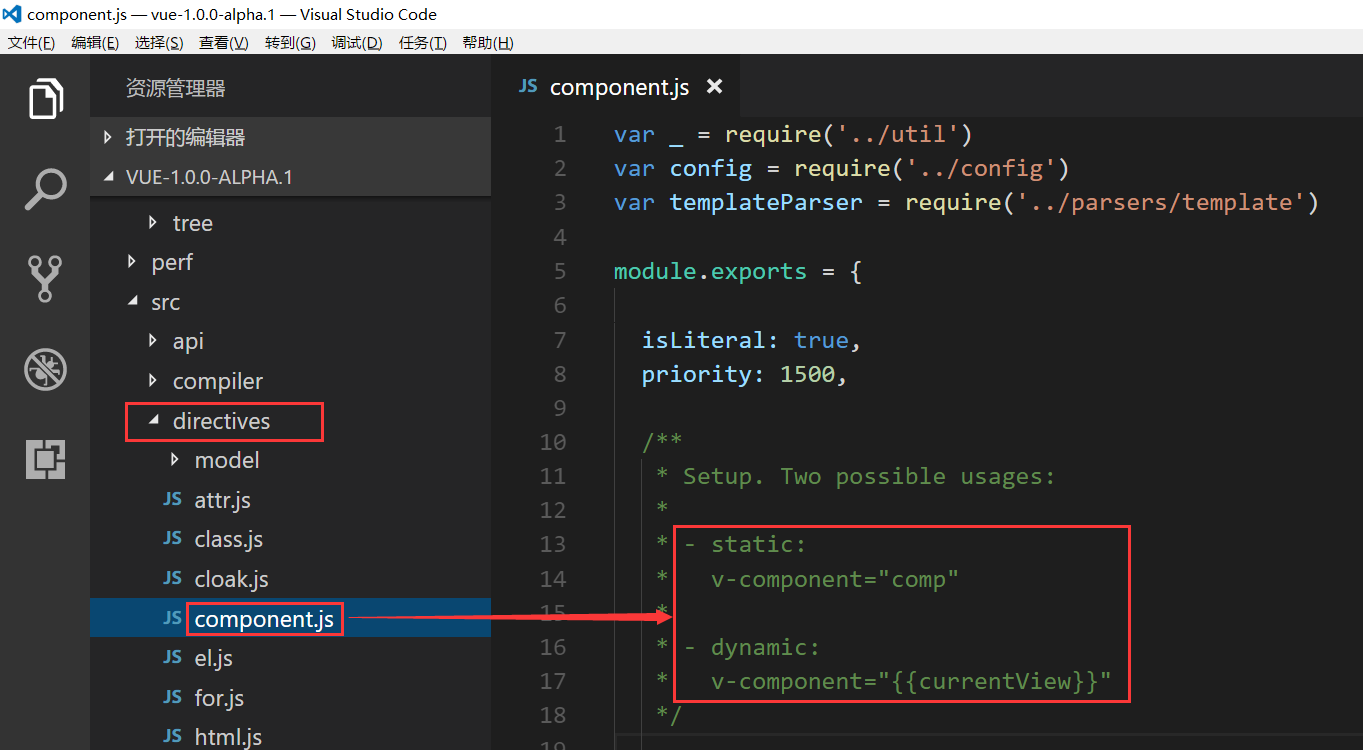 component.js — vue-1.0.0-alpha.1 — Visual Studio Code
文件(F) 编辑(E) 选择(S) 查看(V) 转到(G) 调试(D) 任务(T) 帮助(H)
资源管理器
打开的编辑器
VUE-1.0.0-ALPHA.1
tree
perf
src
api
compiler
directives
model
JS attr.js
JS class.js
JS cloak.js
JS component.js
JS el.js
JS for.js
JS html.js
JS component.js ×
1 var _ = require('../util')
2 var config = require('../config')
3 var templateParser = require('../parsers/template')
4
5 module.exports = {
6
7 isLiteral: true,
8 priority: 1500,
9
10 /**
11 * Setup. Two possible usages:
12 *
13 * - static:
14 * v-component="comp"
15 *
16 * - dynamic:
17 * v-component="{{currentView}}"
18 */
19